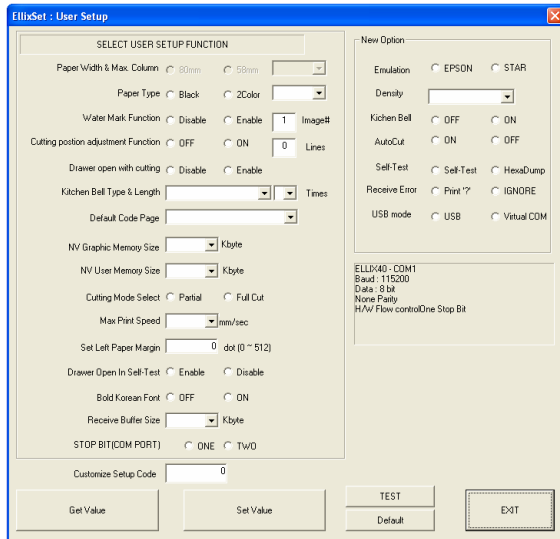 EllixSet : User Setup
SELECT USER SETUP FUNCTION
Paper Width & Max. Column 80mm 58mm
Paper Type Black 2Color
Water Mark Function Disable Enable 1 Image#
Cutting postion adjustment Function OFF ON 0 Lines
Drawer open with cutting Disable Enable
Kitchen Bell Type & Length Times
Default Code Page
NV Graphic Memory Size Kbyte
NV User Memory Size Kbyte
Cutting Mode Select Partial Full Cut
Max Print Speed mm/sec
Set Left Paper Margin 0 dot (0 ~ 512)
Drawer Open In Self-Test Enable Disable
Bold Korean Font OFF ON
Receive Buffer Size Kbyte
STOP BIT(COM PORT) ONE TWO
Customize Setup Code 0
Get Value Set Value
New Option
Emulation EPSON STAR
Density
Kichen Bell OFF ON
AutoCut ON OFF
Self-Test Self-Test HexaDump
Receive Error Print '?' IGNORE
USB mode USB Virtual COM
ELLIX40 - COM1
Baud : 115200
Data : 8 bit
None Parity
H/W Flow controlOne Stop Bit
TEST
Default
EXIT